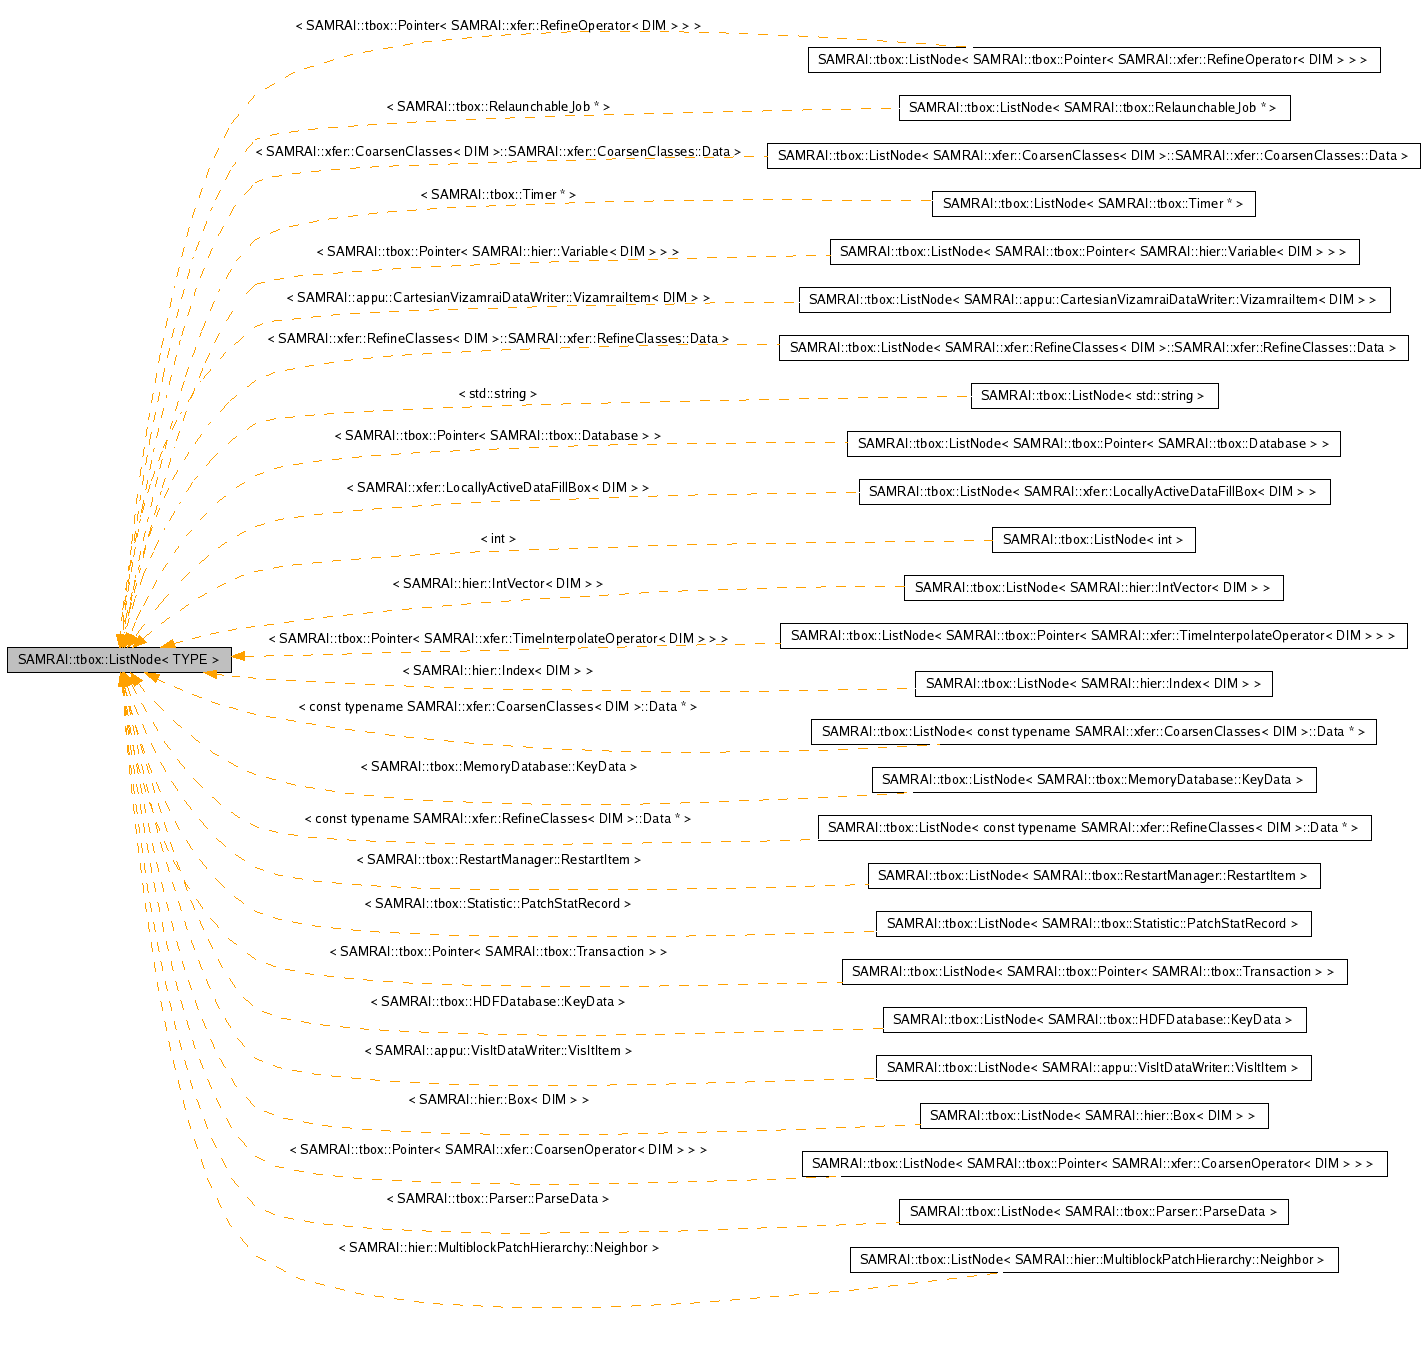 < SAMRAI::tbox::Pointer< SAMRAI::xfer::RefineOperator< DIM > > >
SAMRAI::tbox::ListNode< SAMRAI::tbox::Pointer< SAMRAI::xfer::RefineOperator< DIM > > >
< SAMRAI::tbox::RelaunchableJob * >
SAMRAI::tbox::ListNode< SAMRAI::tbox::RelaunchableJob * >
< SAMRAI::xfer::CoarsenClasses< DIM >::SAMRAI::xfer::CoarsenClasses::Data >
SAMRAI::tbox::ListNode< SAMRAI::xfer::CoarsenClasses< DIM >::SAMRAI::xfer::CoarsenClasses::Data >
< SAMRAI::tbox::Timer * >
SAMRAI::tbox::ListNode< SAMRAI::tbox::Timer * >
< SAMRAI::tbox::Pointer< SAMRAI::hier::Variable< DIM > > >
SAMRAI::tbox::ListNode< SAMRAI::tbox::Pointer< SAMRAI::hier::Variable< DIM > > >
< SAMRAI::appu::CartesianVizamraiDataWriter::VizamraiItem< DIM > >
SAMRAI::tbox::ListNode< SAMRAI::appu::CartesianVizamraiDataWriter::VizamraiItem< DIM > >
< SAMRAI::xfer::RefineClasses< DIM >::SAMRAI::xfer::RefineClasses::Data >
SAMRAI::tbox::ListNode< SAMRAI::xfer::RefineClasses< DIM >::SAMRAI::xfer::RefineClasses::Data >
< std::string >
SAMRAI::tbox::ListNode< std::string >
< SAMRAI::tbox::Pointer< SAMRAI::tbox::Database > >
SAMRAI::tbox::ListNode< SAMRAI::tbox::Pointer< SAMRAI::tbox::Database > >
< SAMRAI::xfer::LocallyActiveDataFillBox< DIM > >
SAMRAI::tbox::ListNode< SAMRAI::xfer::LocallyActiveDataFillBox< DIM > >
< int >
SAMRAI::tbox::ListNode< int >
< SAMRAI::hier::IntVector< DIM > >
SAMRAI::tbox::ListNode< SAMRAI::hier::IntVector< DIM > >
< SAMRAI::tbox::Pointer< SAMRAI::xfer::TimeInterpolateOperator< DIM > > >
SAMRAI::tbox::ListNode< SAMRAI::tbox::Pointer< SAMRAI::xfer::TimeInterpolateOperator< DIM > > >
SAMRAI::tbox::ListNode< TYPE >
< SAMRAI::hier::Index< DIM > >
SAMRAI::tbox::ListNode< SAMRAI::hier::Index< DIM > >
< const typename SAMRAI::xfer::CoarsenClasses< DIM >::Data * >
SAMRAI::tbox::ListNode< const typename SAMRAI::xfer::CoarsenClasses< DIM >::Data * >
< SAMRAI::tbox::MemoryDatabase::KeyData >
SAMRAI::tbox::ListNode< SAMRAI::tbox::MemoryDatabase::KeyData >
< const typename SAMRAI::xfer::RefineClasses< DIM >::Data * >
SAMRAI::tbox::ListNode< const typename SAMRAI::xfer::RefineClasses< DIM >::Data * >
< SAMRAI::tbox::RestartManager::RestartItem >
SAMRAI::tbox::ListNode< SAMRAI::tbox::RestartManager::RestartItem >
< SAMRAI::tbox::Statistic::PatchStatRecord >
SAMRAI::tbox::ListNode< SAMRAI::tbox::Statistic::PatchStatRecord >
< SAMRAI::tbox::Pointer< SAMRAI::tbox::Transaction > >
SAMRAI::tbox::ListNode< SAMRAI::tbox::Pointer< SAMRAI::tbox::Transaction > >
< SAMRAI::tbox::HDFDatabase::KeyData >
SAMRAI::tbox::ListNode< SAMRAI::tbox::HDFDatabase::KeyData >
< SAMRAI::appu::VisItDataWriter::VisItItem >
SAMRAI::tbox::ListNode< SAMRAI::appu::VisItDataWriter::VisItItem >
< SAMRAI::hier::Box< DIM > >
SAMRAI::tbox::ListNode< SAMRAI::hier::Box< DIM > >
< SAMRAI::tbox::Pointer< SAMRAI::xfer::CoarsenOperator< DIM > > >
SAMRAI::tbox::ListNode< SAMRAI::tbox::Pointer< SAMRAI::xfer::CoarsenOperator< DIM > > >
< SAMRAI::tbox::Parser::ParseData >
SAMRAI::tbox::ListNode< SAMRAI::tbox::Parser::ParseData >
< SAMRAI::hier::MultiblockPatchHierarchy::Neighbor >
SAMRAI::tbox::ListNode< SAMRAI::hier::MultiblockPatchHierarchy::Neighbor >